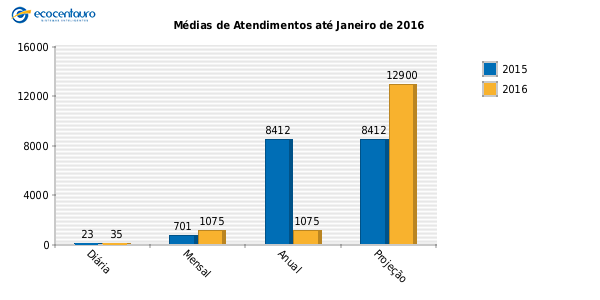 ecocentauro
Médias de Atendimentos até Janeiro de 2016
16000
12000
8000
4000
0
23
35
701
1075
8412
1075
8412
12900
Diária
Mensal
Anual
Projeção
2015
2016